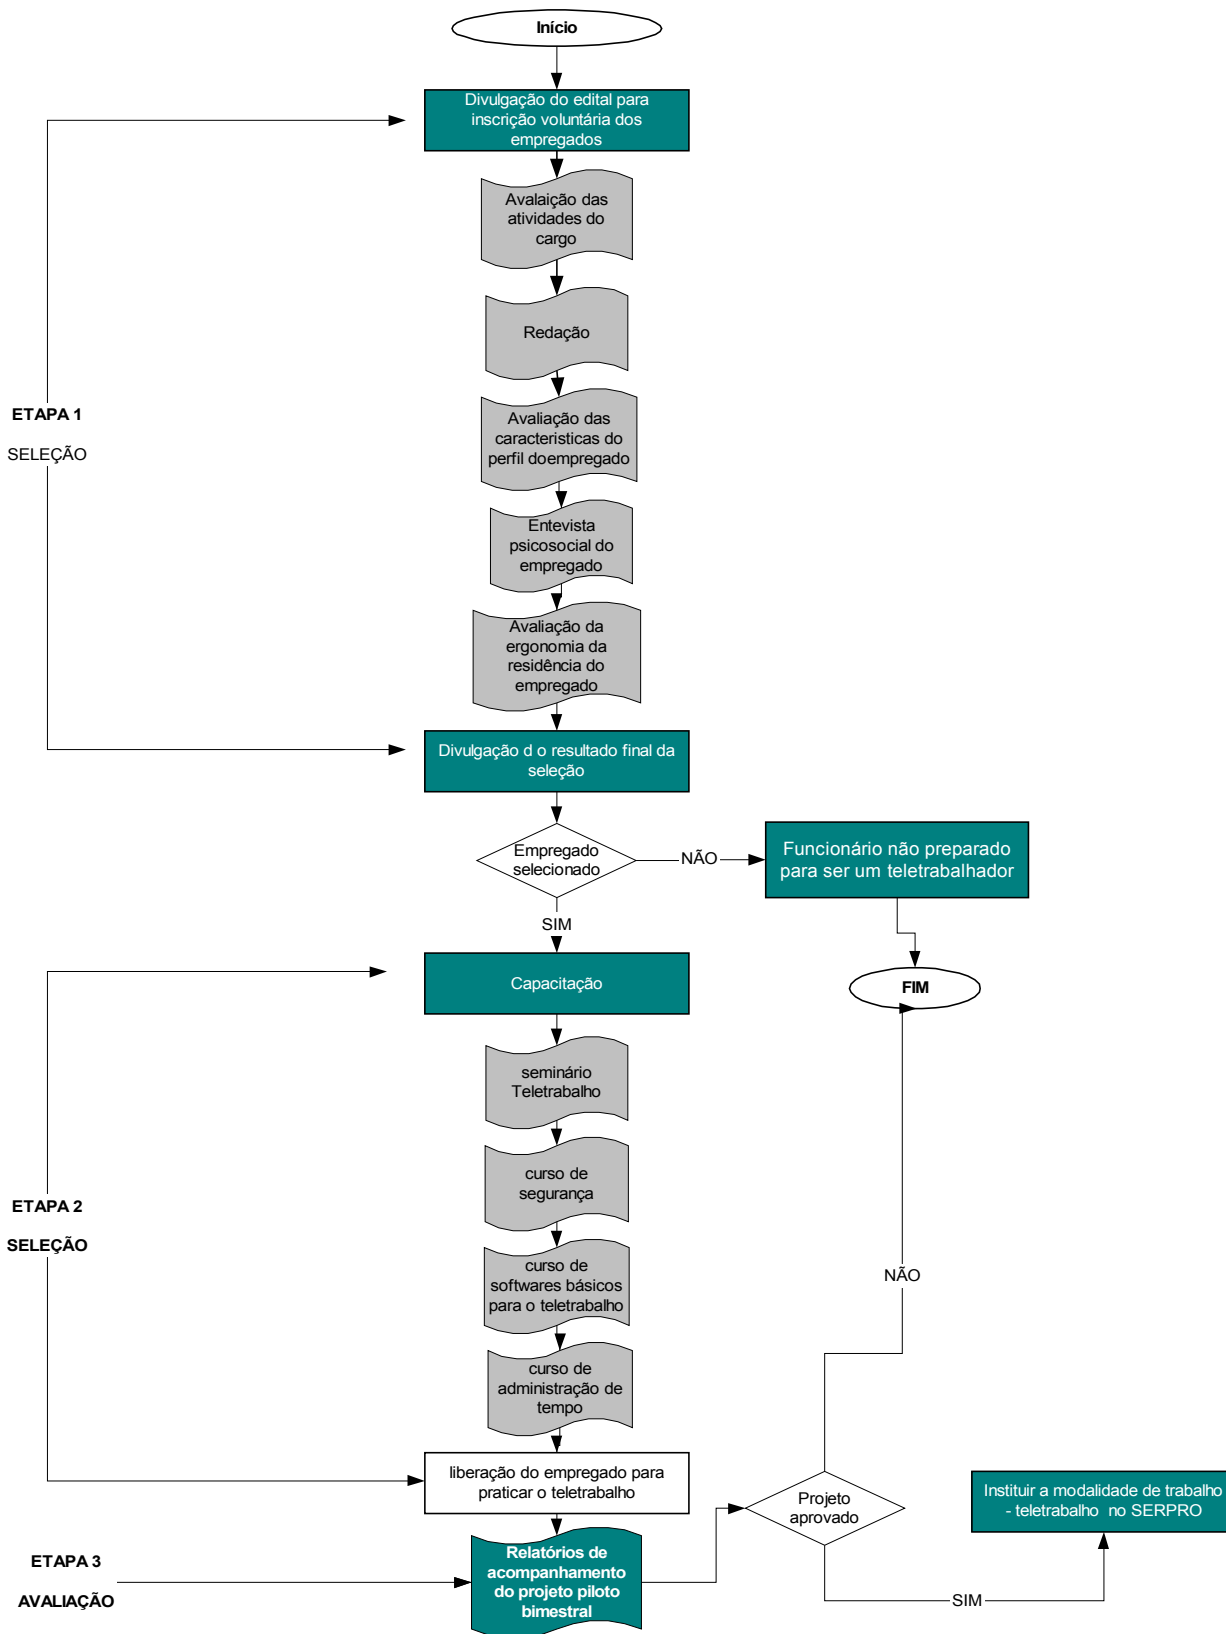 Início
Divulgação do edital para
inscrição voluntária dos
empregados
Avalaição das
atividades do
cargo
Redação
ETAPA 1
SELEÇÃO
Avaliação das
caracteristicas do
perfil doempregado
Entevista
psicosocial do
empregado
Avaliação da
ergonomia da
residência do
empregado
Divulgação d o resultado final da
seleção
Empregado
selecionado
NÃO
Funcionário não preparado
para ser um teletrabalhador
SIM
FIM
Capacitação
seminário
Teletrabalho
curso de
segurança
ETAPA 2
SELEÇÃO
curso de
softwares básicos
para o teletrabalho
NÃO
curso de
administração de
tempo
liberação do empregado para
praticar o teletrabalho
Projeto
aprovado
Instituir a modalidade de trabalho
- teletrabalho no SERPRO
ETAPA 3
AVALIAÇÃO
Relatórios de
acompanhamento
do projeto piloto
bimestral
SIM